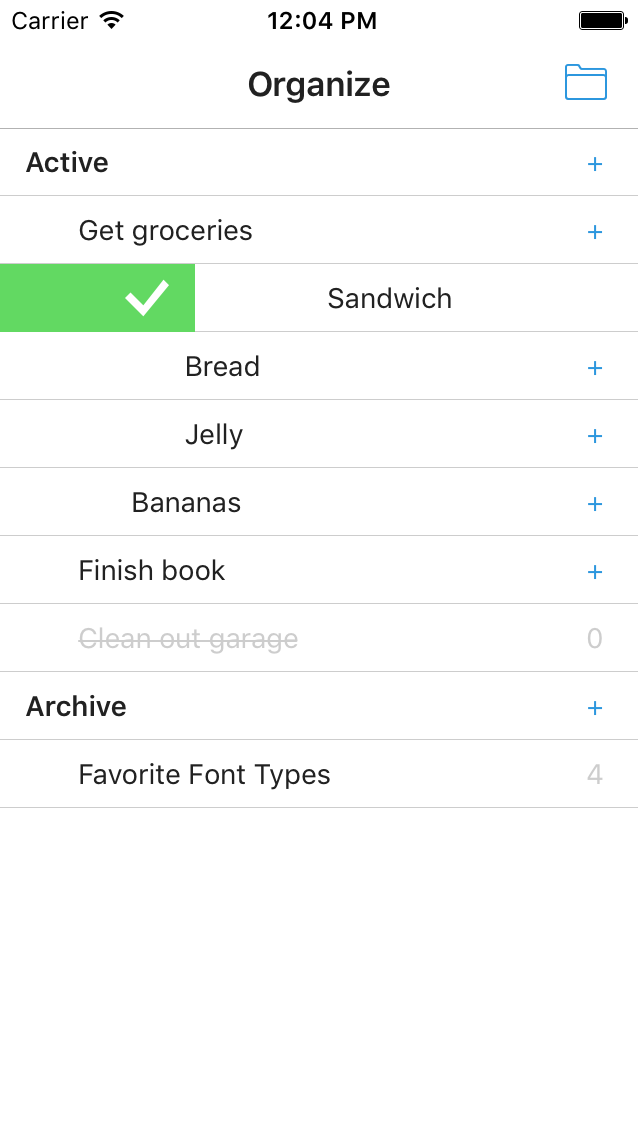 Carrier 12:04 PM
Organize
Active +
Get groceries +
Sandwich
Bread +
Jelly +
Bananas +
Finish book +
Clean out garage 0
Archive +
Favorite Font Types 4